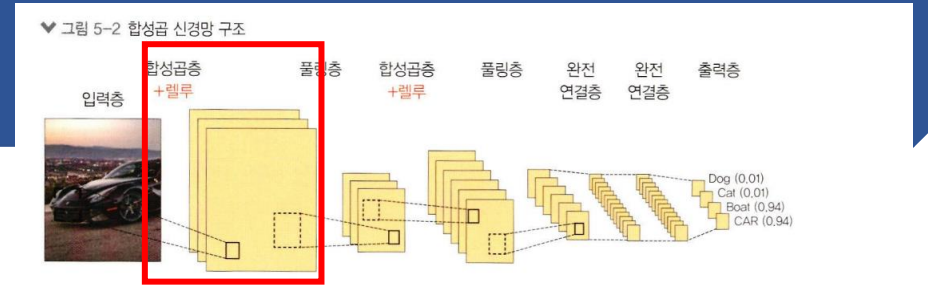 그림 5-2 합성곱 신경망 구조
입력층
합성곱층
+렐루
풀링층
합성곱층
+렐루
풀링층
완전
연결층
완전
연결층
출력층
Dog (0.01)
Cat (0.01)
Boat (0.94)
CAR (0.94)